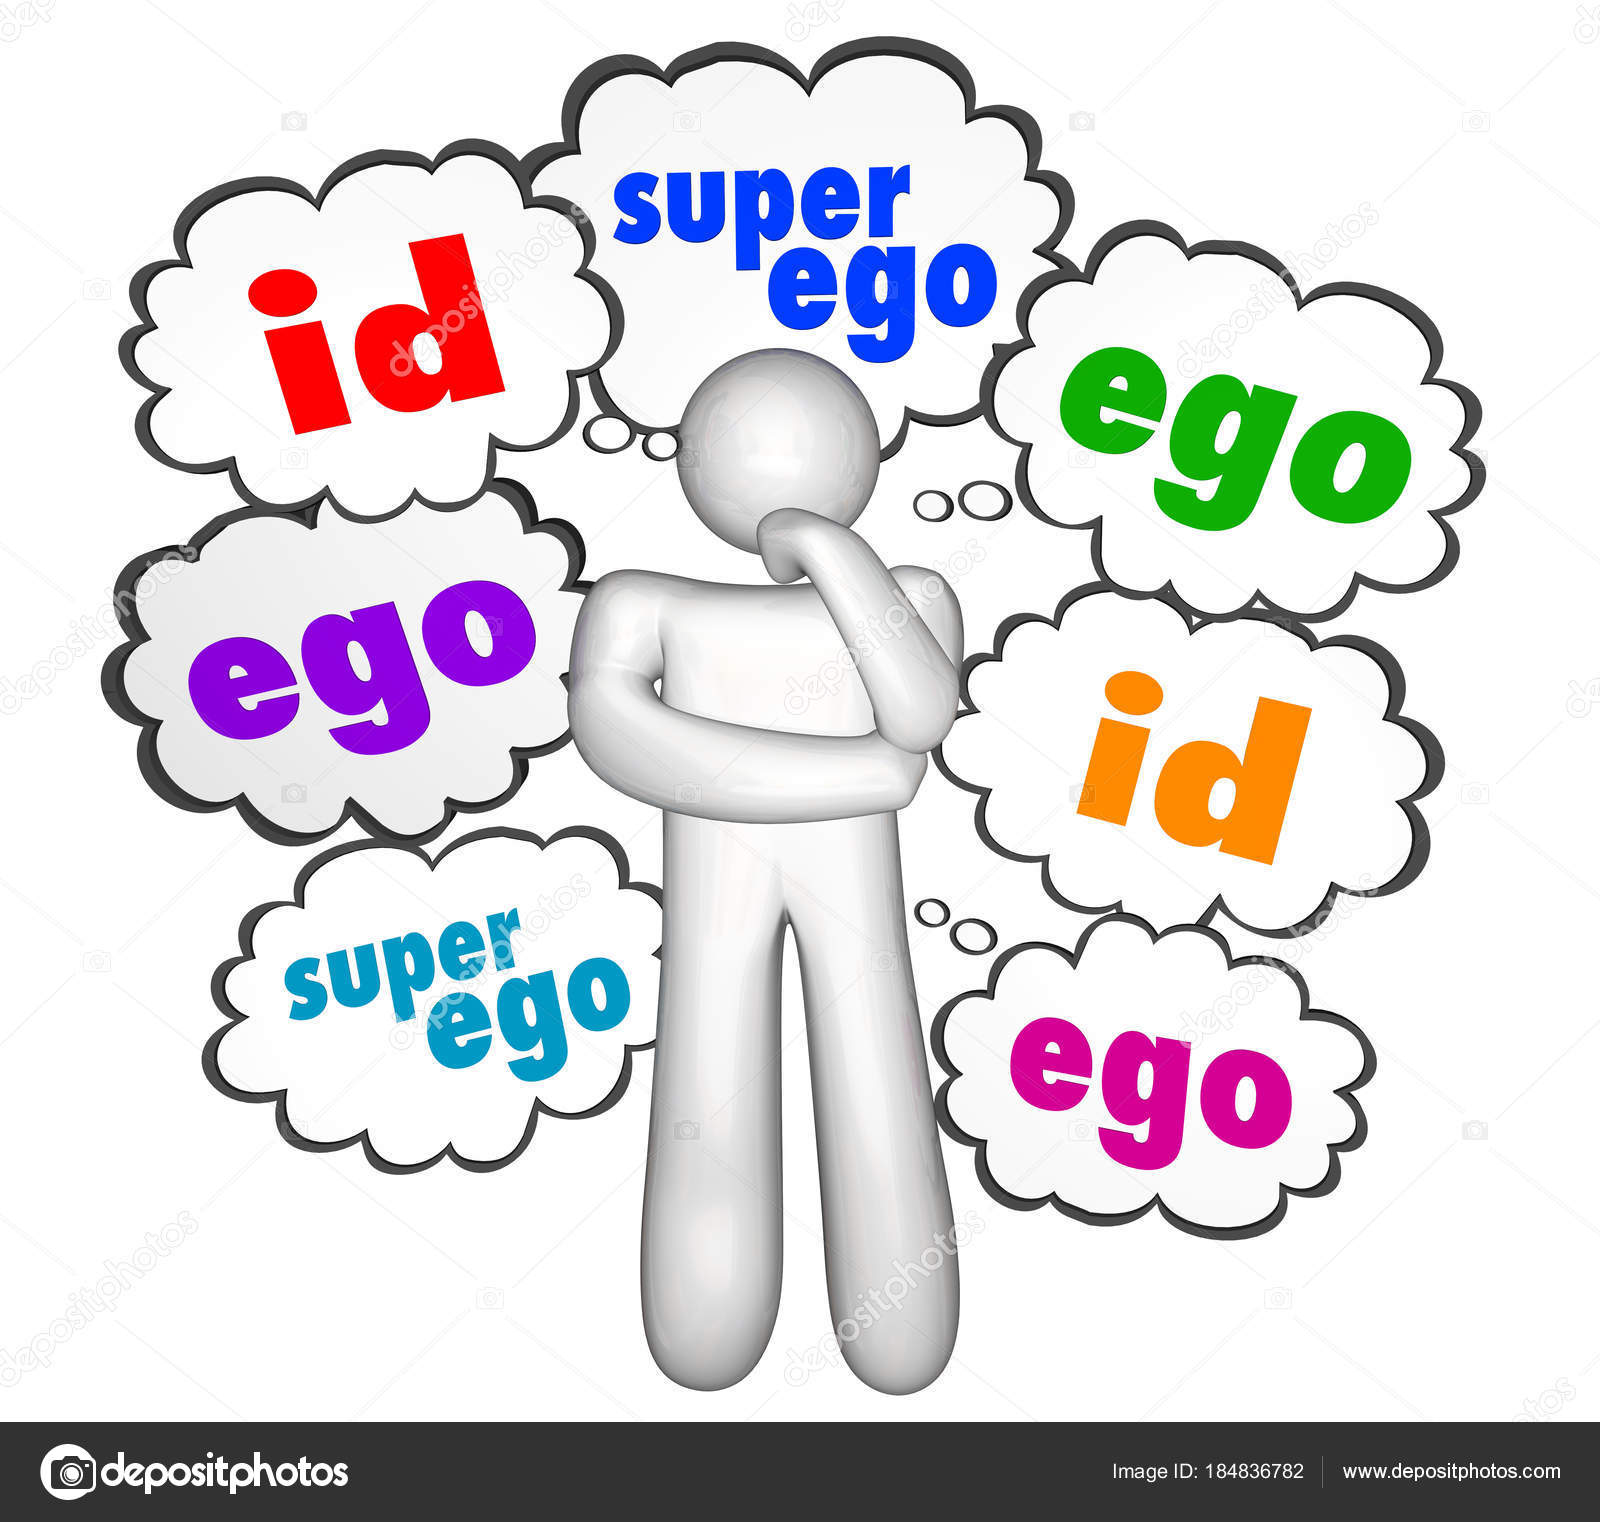 super
ego
id
ego
ego
id
super
ego
ego
depositphotos
Image ID: 184836782
www.depositphotos.com